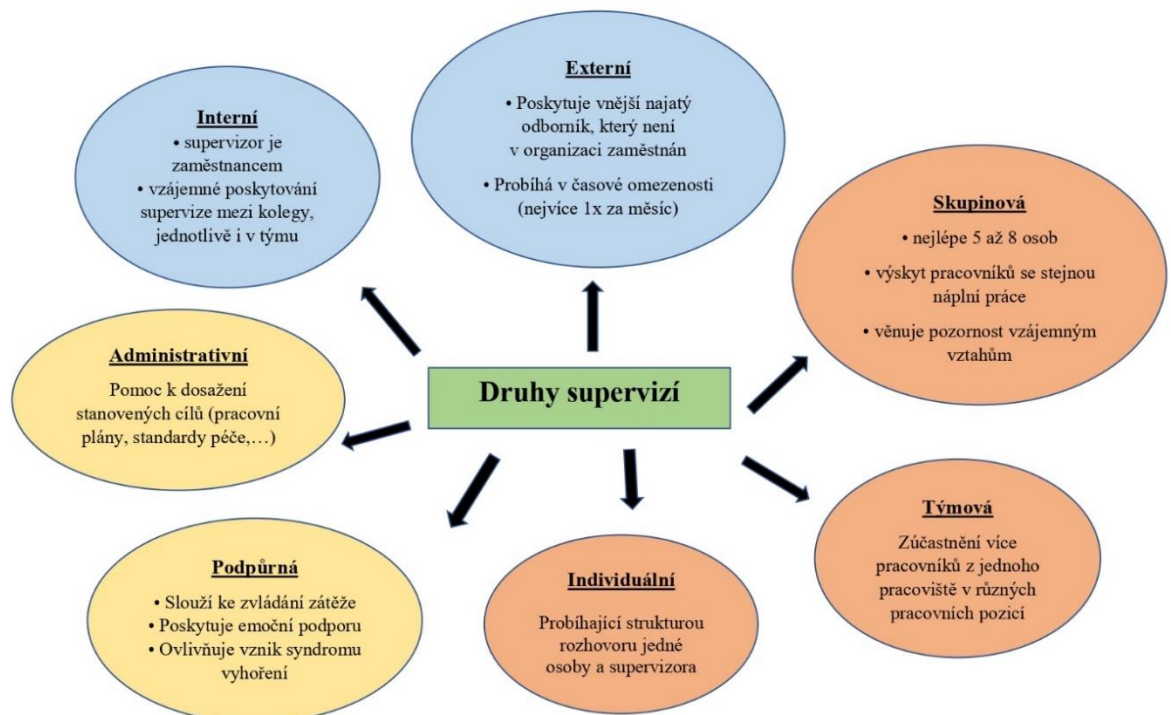 Interní
• supervizor je
zaměstnancem
• vzájemné poskytování
supervize mezi kolegy,
jednotlivě i v týmu
Externí
• Poskytuje vnější najatý
odborník, který není
v organizaci zaměstnán
• Probíhá v časové omezenosti
(nejvíce 1x za měsíc)
Skupinová
• nejlépe 5 až 8 osob
• výskyt pracovníků se stejnou
náplní práce
• věnuje pozornost vzájemným
vztahům
Administrativní
Pomoc k dosažení
stanovených cílů (pracovní
plány, standardy péče,…)
Druhy supervizí
Týmová
Zúčastnění více
pracovníků z jednoho
pracoviště v různých
pracovních pozicí
Podpůrná
• Slouží ke zvládání zátěže
• Poskytuje emoční podporu
• Ovlivňuje vznik syndromu
vyhoření
Individuální
Probíhající strukturou
rozhovoru jedné
osoby a supervizora